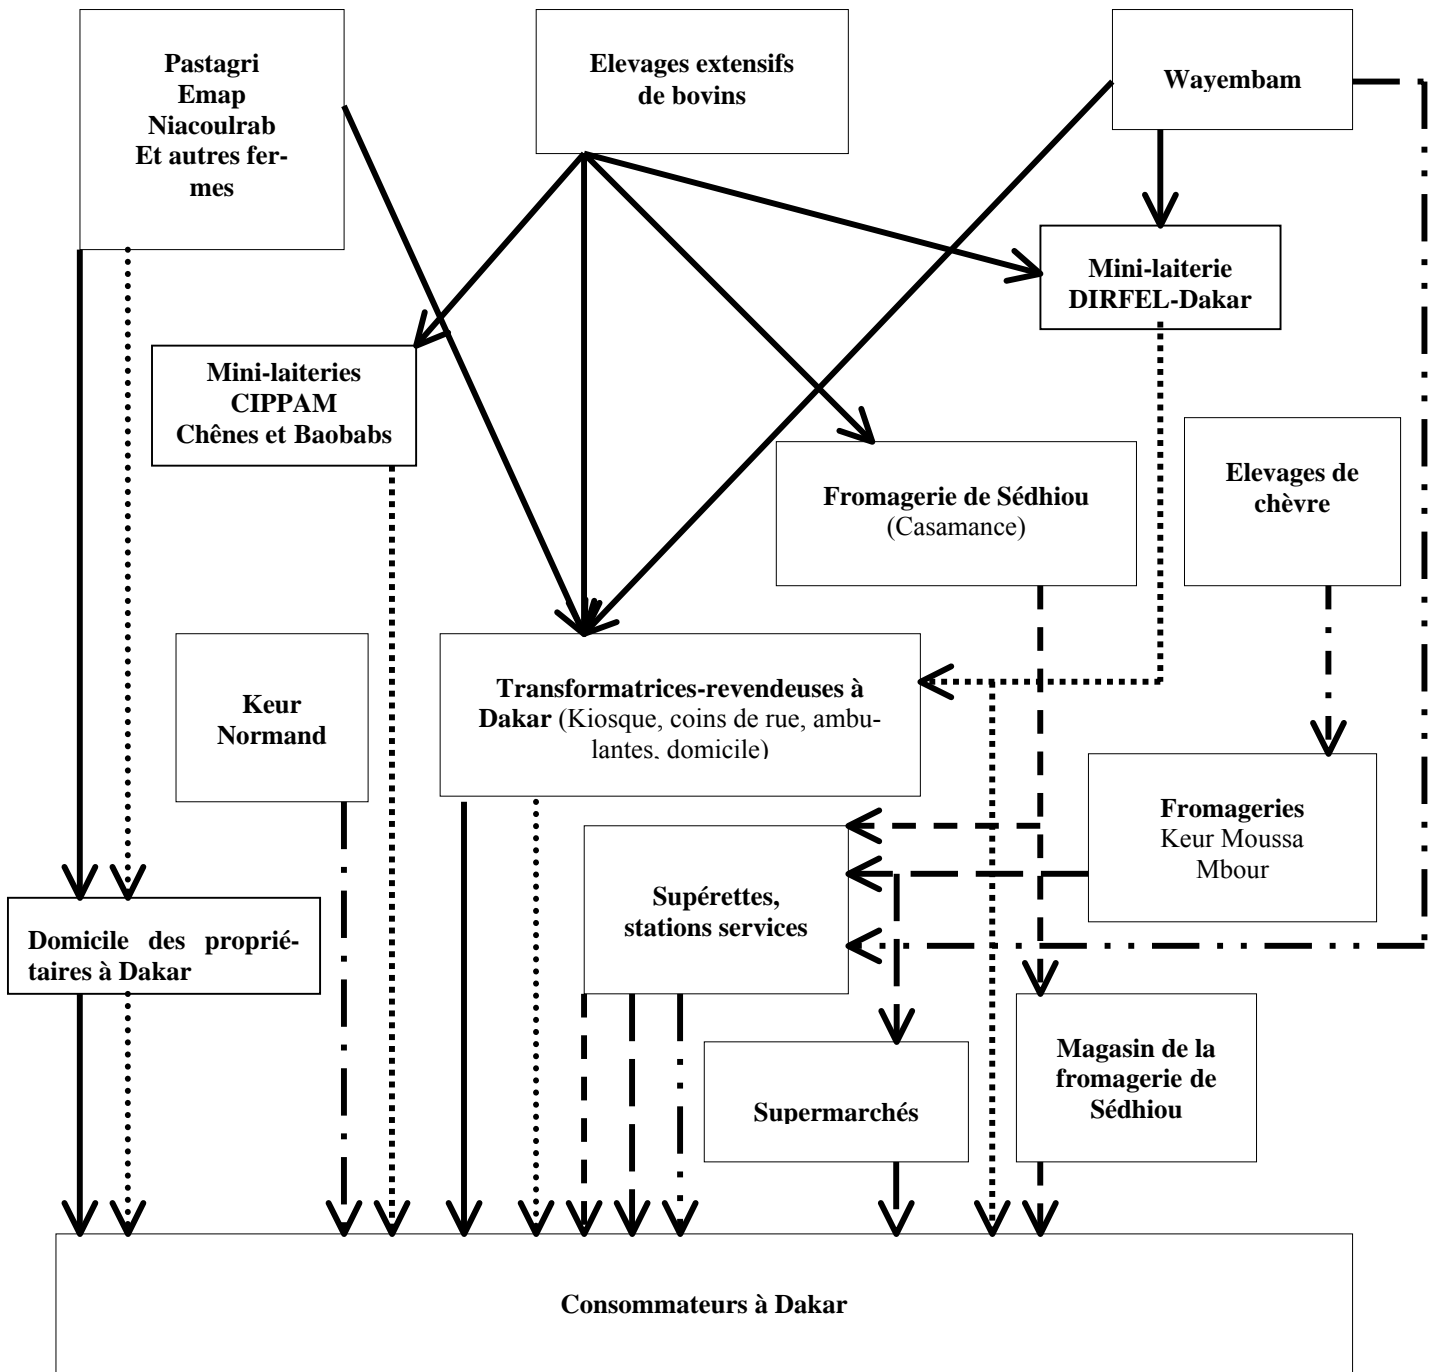 Pastagri
Emap
Niacoulrab
Et autres fer-
mes
Elevages extensifs
de bovins
Wayembam
Mini-laiterie
DIRFEL-Dakar
Mini-laiteries
CIPPAM
Chênes et Baobabs
Fromagerie de Sédhiou
(Casamance)
Elevages de
chèvre
Keur
Normand
Transformatrices-revendeuses à
Dakar (Kiosque, coins de rue, ambu-
lantes, domicile)
Fromageries
Keur Moussa
Mbour
Supérettes,
stations services
Domicile des proprié-
taires à Dakar
Supermarchés
Magasin de la
fromagerie de
Sédhiou
Consommateurs à Dakar